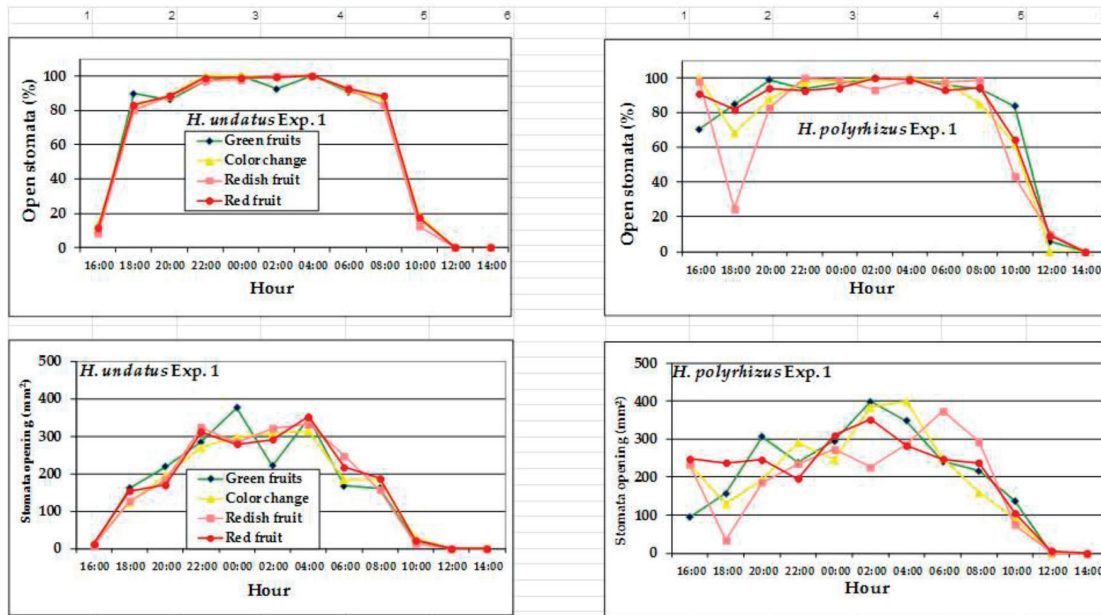 1 2 3 4 5 6
1 2 3 4 5
H. undatus Exp. 1
Open stomata (%)
100
80
60
40
20
0
Green fruits
Color change
Redish fruit
Red fruit
16:00 18:00 20:00 22:00 00:00 02:00 04:00 06:00 08:00 10:00 12:00 14:00
Hour
H. polyrhizus Exp. 1
Open stomata (%)
100
80
60
40
20
0
16:00 18:00 20:00 22:00 00:00 02:00 04:00 06:00 08:00 10:00 12:00 14:00
Hour
H. undatus Exp. 1
Stomata opening (mm²)
500
400
300
200
100
0
Green fruits
Color change
Redish fruit
Red fruit
16:00 18:00 20:00 22:00 00:00 02:00 04:00 06:00 08:00 10:00 12:00 14:00
Hour
H. polyrhizus Exp. 1
Stomata opening (mm²)
500
400
300
200
100
0
16:00 18:00 20:00 22:00 00:00 02:00 04:00 06:00 08:00 10:00 12:00 14:00
Hour